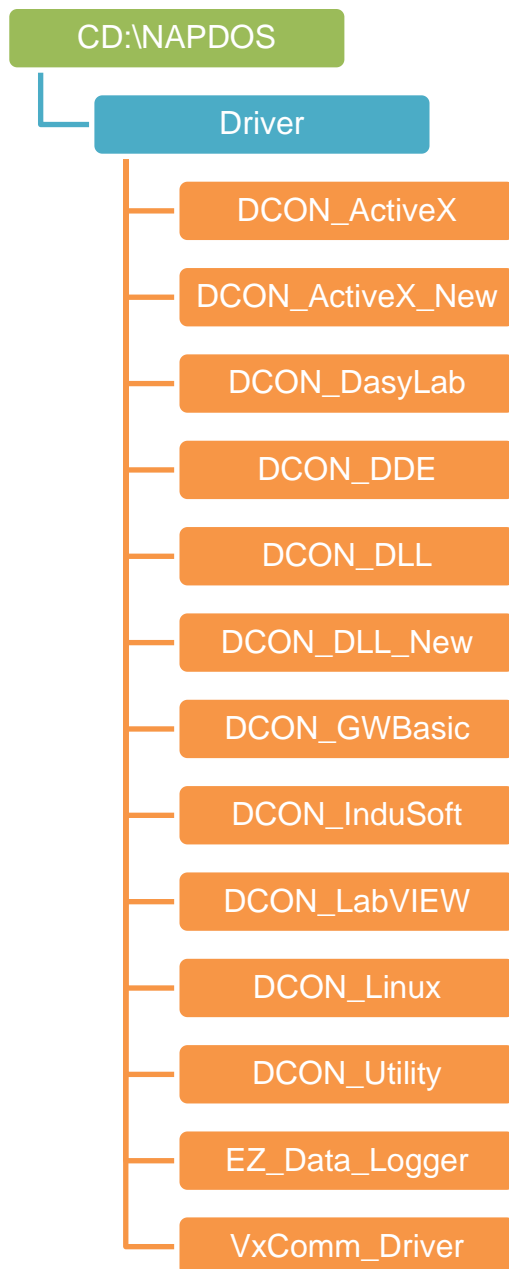 CD:\NAPDOS
Driver
DCON_ActiveX
DCON_ActiveX_New
DCON_DasyLab
DCON_DDE
DCON_DLL
DCON_DLL_New
DCON_GWBasic
DCON_InduSoft
DCON_LabVIEW
DCON_Linux
DCON_Utility
EZ_Data_Logger
VxComm_Driver